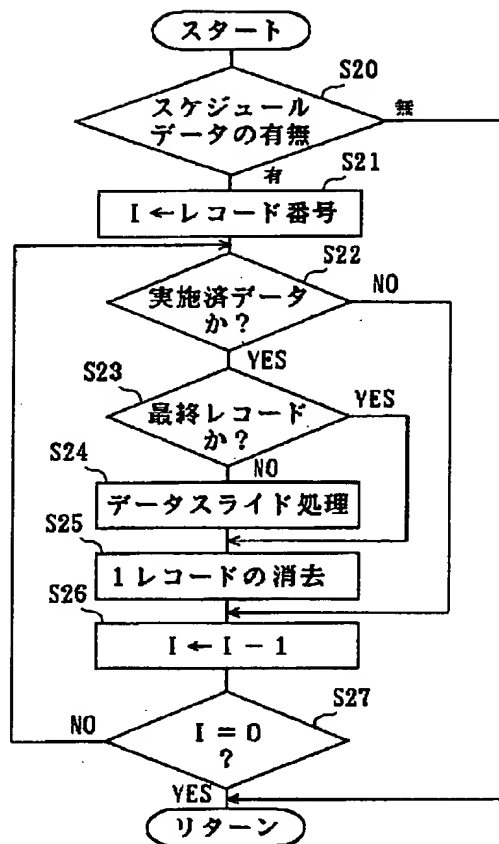 スタート
S20
スケジュール
データの有無
無
有
S21
I←レコード番号
S22
実施済データ
か?
NO
YES
S23
最終レコード
か?
YES
NO
S24
データスライド処理
S25
1レコードの消去
S26
I←I-1
S27
I=0
?
NO
YES
リターン